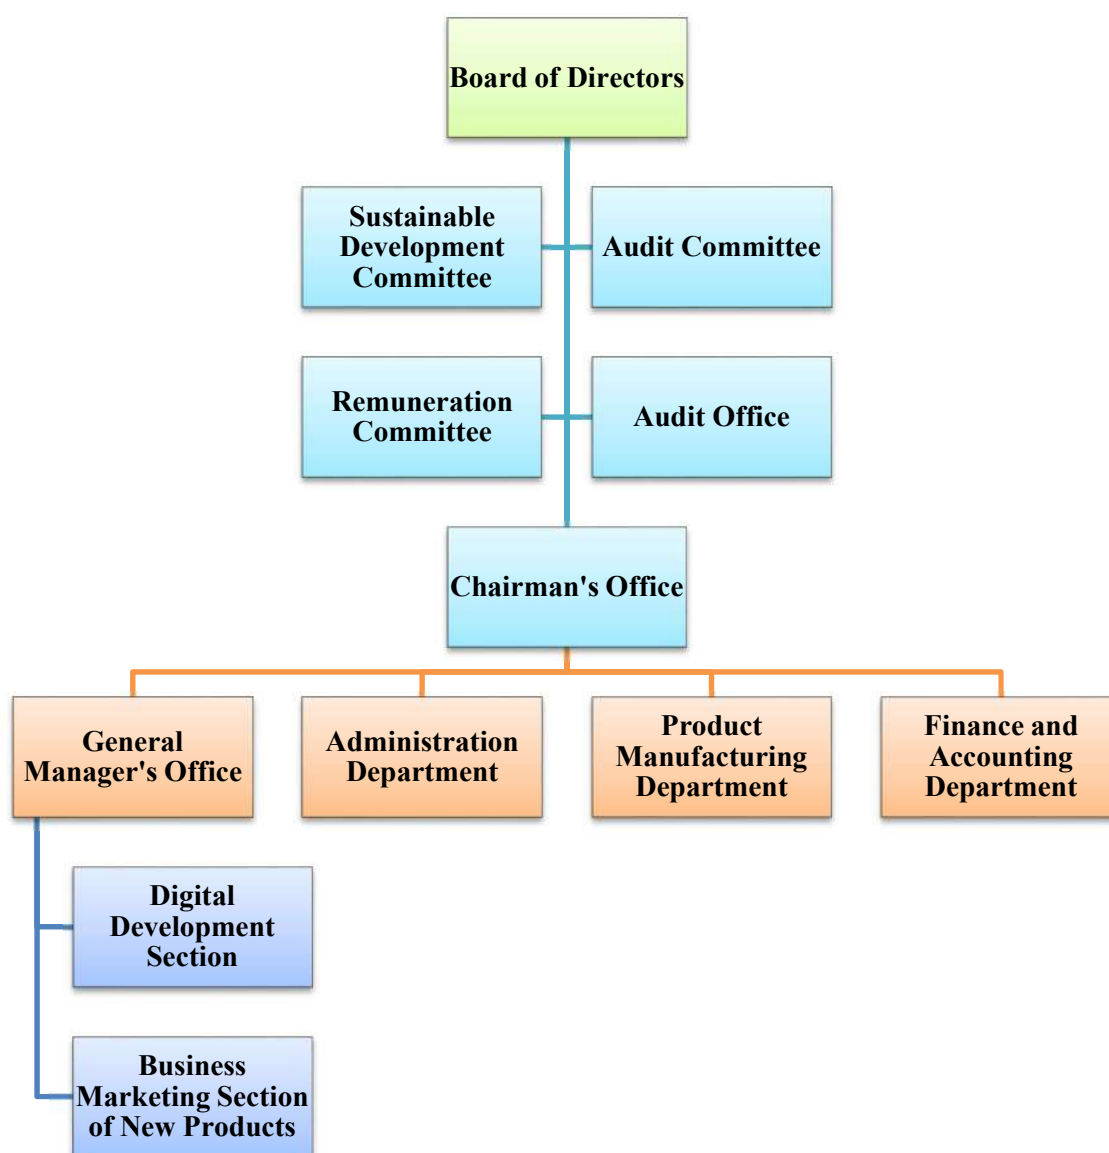 Board of Directors
Sustainable
Development
Committee
Audit Committee
Remuneration
Committee
Audit Office
Chairman's Office
General
Manager's Office
Administration
Department
Product
Manufacturing
Department
Finance and
Accounting
Department
Digital
Development
Section
Business
Marketing Section
of New Products